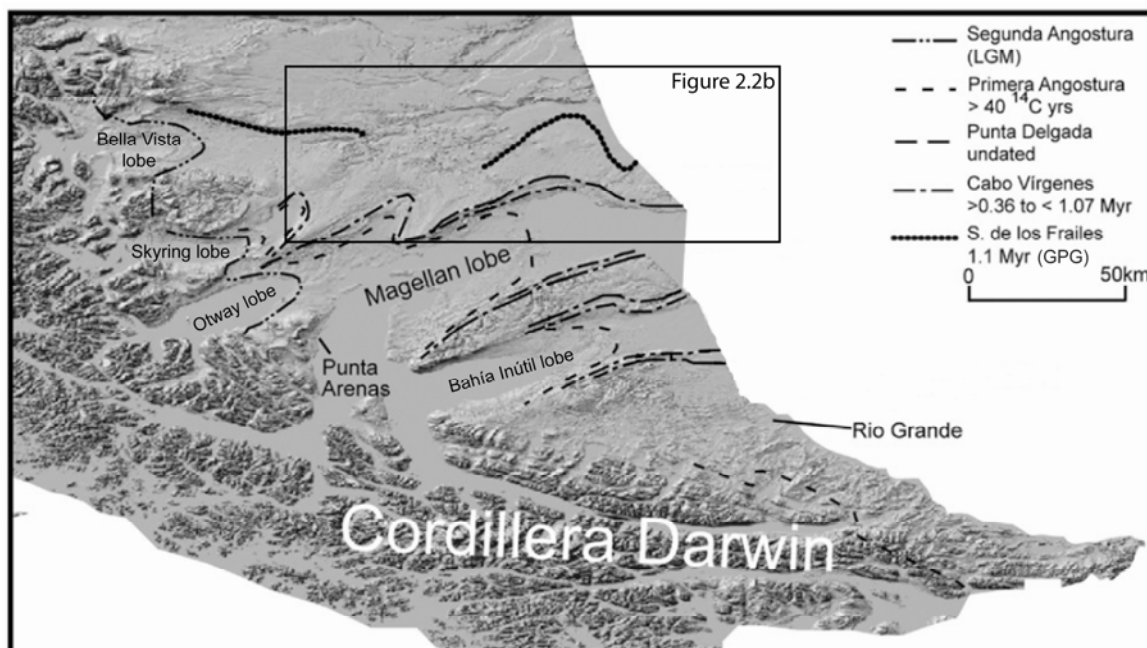 Segunda Angostura
(LGM)
Primera Angostura
> 40 ¹⁴C yrs
Punta Delgada
undated
Cabo Vírgenes
>0.36 to < 1.07 Myr
S. de los Frailes
1.1 Myr (GPG)
0 50km
Figure 2.2b
Bella Vista
lobe
Skyring lobe
Otway lobe
Magellan lobe
Punta
Arenas
Bahía Inútil lobe
Rio Grande
Cordillera Darwin